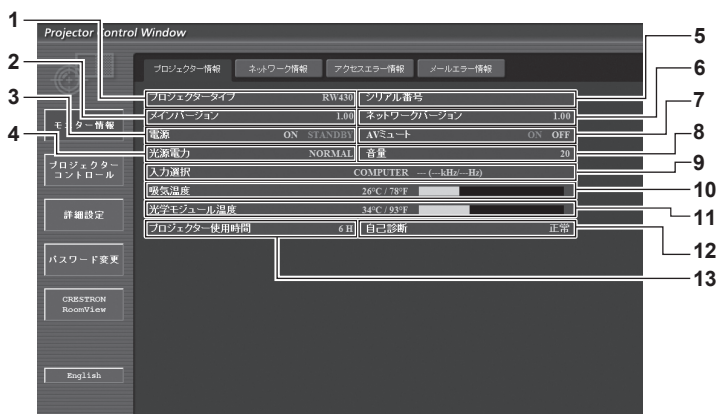 Projector Control Window
プロジェクター情報 ネットワーク情報 アクセスエラー情報 メールエラー情報
モニター情報
プロジェクター
コントロール
詳細設定
パスワード変更
CRESTRON
RoomView
English
プロジェクタータイプ RW430 シリアル番号
メインバージョン 1.00 ネットワークバージョン 1.00
電源 ON STANDBY AVミュート ON OFF
光源電力 NORMAL 音量 20
入力選択 COMPUTER --- (---kHz/---Hz)
吸気温度 26°C / 78°F
光学モジュール温度 34°C / 93°F
プロジェクター使用時間 6 H 自己診断 正常
1
2
3
4
5
6
7
8
9
10
11
12
13